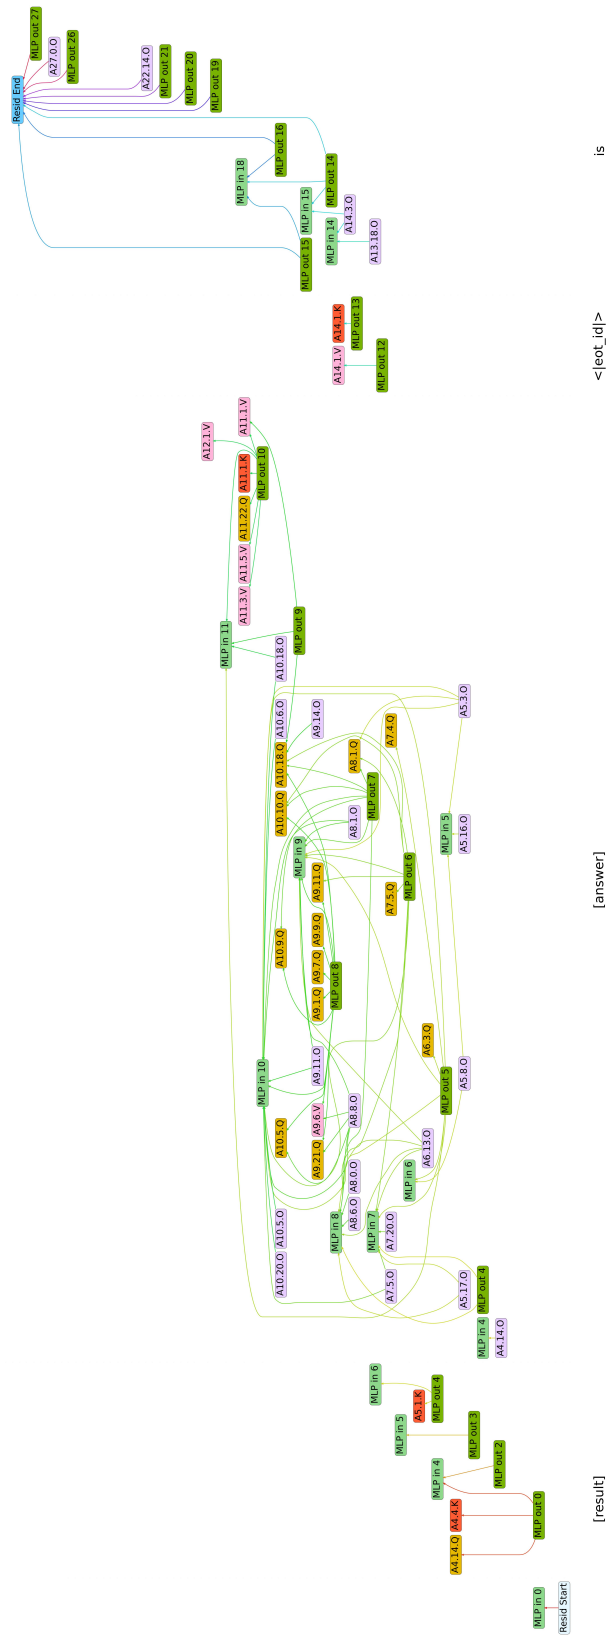 MLP out 27
A27.0.O
MLP out 26
Resid End
A22.14.O
MLP out 21
MLP out 20
MLP out 19
MLP out 16
MLP in 18
MLP out 14
MLP in 15
A14.3.O
MLP in 14
A13.18.O
MLP out 15
is
A14.1.K
MLP out 13
A14.1.V
MLP out 12
<|eot_id|>
A12.1.V
A11.1.V
A11.1.K
MLP out 10
A11.22.Q
A11.5.V
A11.3.V
MLP in 11
MLP out 9
A10.18.O
A10.6.O
A9.14.O
A5.3.O
A7.4.Q
A10.18.Q
A8.1.Q
A10.10.Q
MLP out 7
A8.1.O
MLP in 5
A5.16.O
MLP in 9
A9.11.Q
MLP out 6
A7.5.Q
A10.9.Q
A9.9.Q
A9.7.Q
A9.1.Q
MLP out 8
A6.3.Q
MLP in 10
A9.11.O
MLP out 5
A5.8.O
A9.6.V
A8.8.O
A10.5.Q
A9.21.Q
A6.13.O
A8.0.O
MLP in 6
A8.6.O
A10.5.O
MLP in 8
MLP in 7
A7.20.O
A10.20.O
A7.5.O
A5.17.O
MLP out 4
MLP in 4
A4.14.O
[answer]
MLP in 6
MLP out 4
A5.1.K
MLP in 5
MLP out 3
MLP in 4
MLP out 2
A4.4.K
MLP out 0
A4.14.Q
MLP in 0
Resid Start
[result]